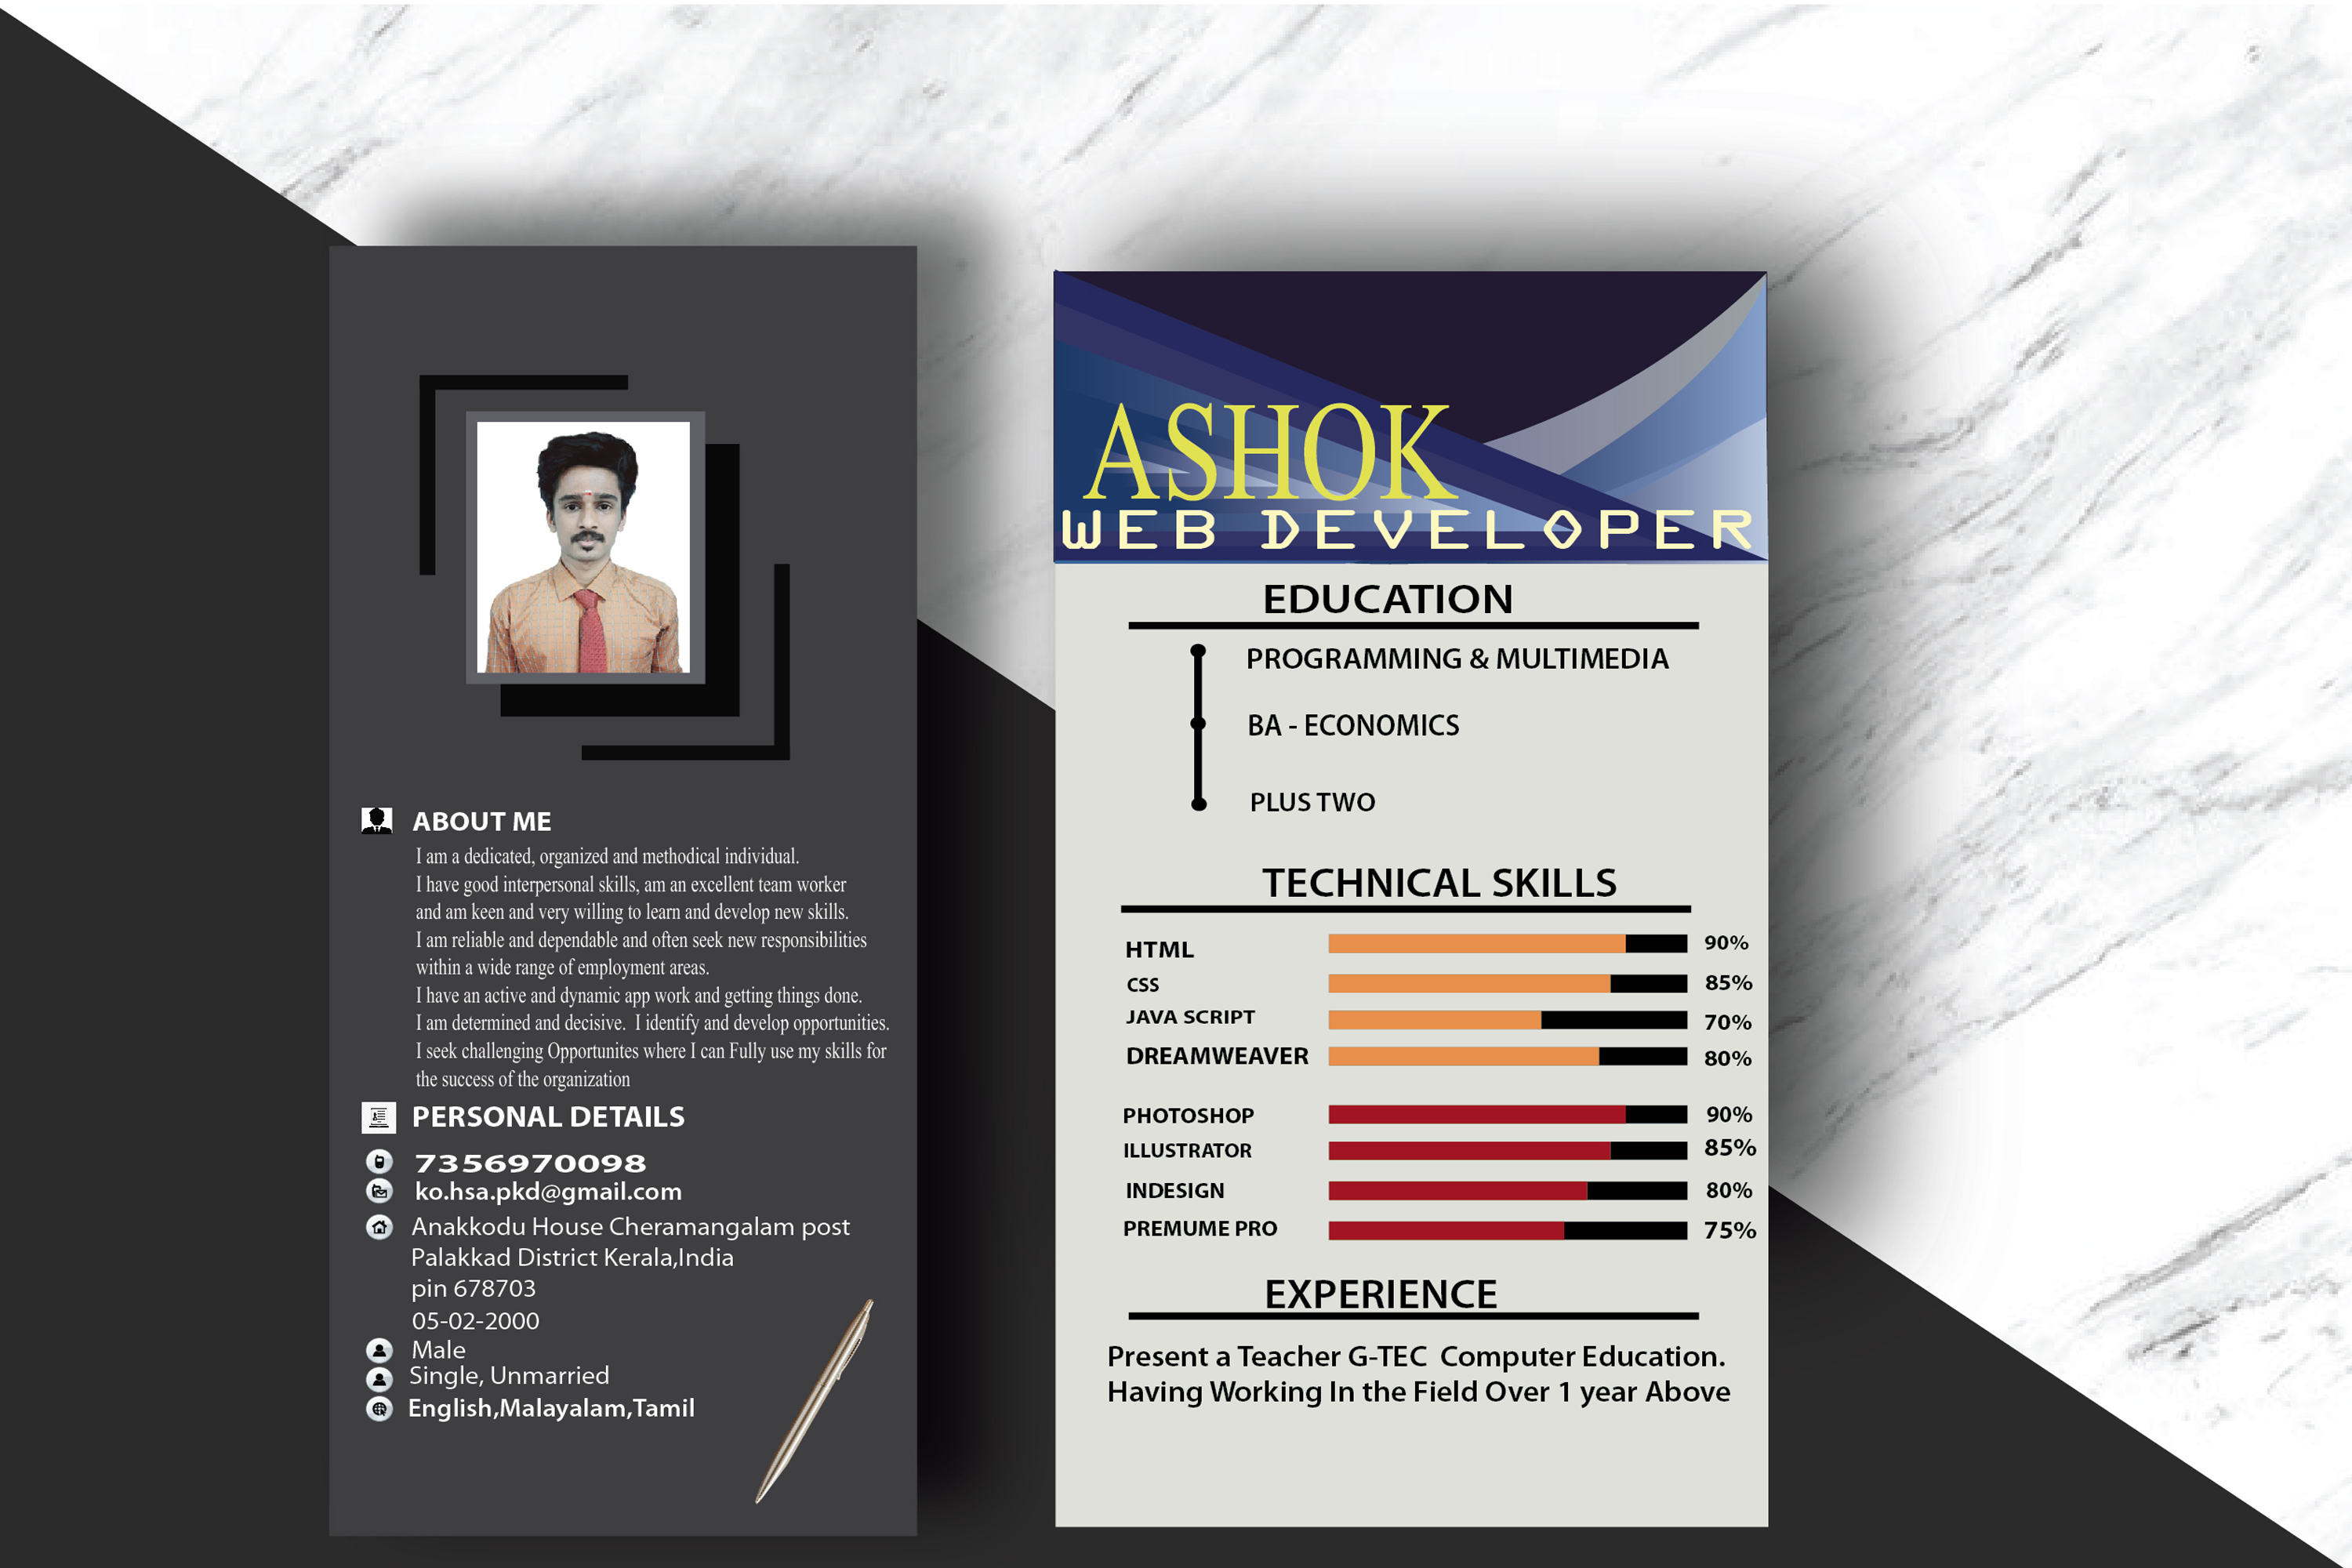 ABOUT ME
I am a dedicated, organized and methodical individual.
I have good interpersonal skills, am an excellent team worker
and am keen and very willing to learn and develop new skills.
I am reliable and dependable and often seek new responsibilities
within a wide range of employment areas.
I have an active and dynamic app work and getting things done.
I am determined and decisive.  I identify and develop opportunities.
I seek challenging Opportunites where I can Fully use my skills for
the success of the organization
PERSONAL DETAILS
7356970098
ko.hsa.pkd@gmail.com
Anakkodu House Cheramangalam post
Palakkad District Kerala,India
pin 678703
05-02-2000
Male
Single, Unmarried
English,Malayalam,Tamil
ASHOK
WEB DEVELOPER
EDUCATION
PROGRAMMING & MULTIMEDIA
BA - ECONOMICS
PLUS TWO
TECHNICAL SKILLS
HTML 90%
CSS 85%
JAVA SCRIPT 70%
DREAMWEAVER 80%
PHOTOSHOP 90%
ILLUSTRATOR 85%
INDESIGN 80%
PREMUME PRO 75%
EXPERIENCE
Present a Teacher G-TEC  Computer Education.
Having Working In the Field Over 1 year Above